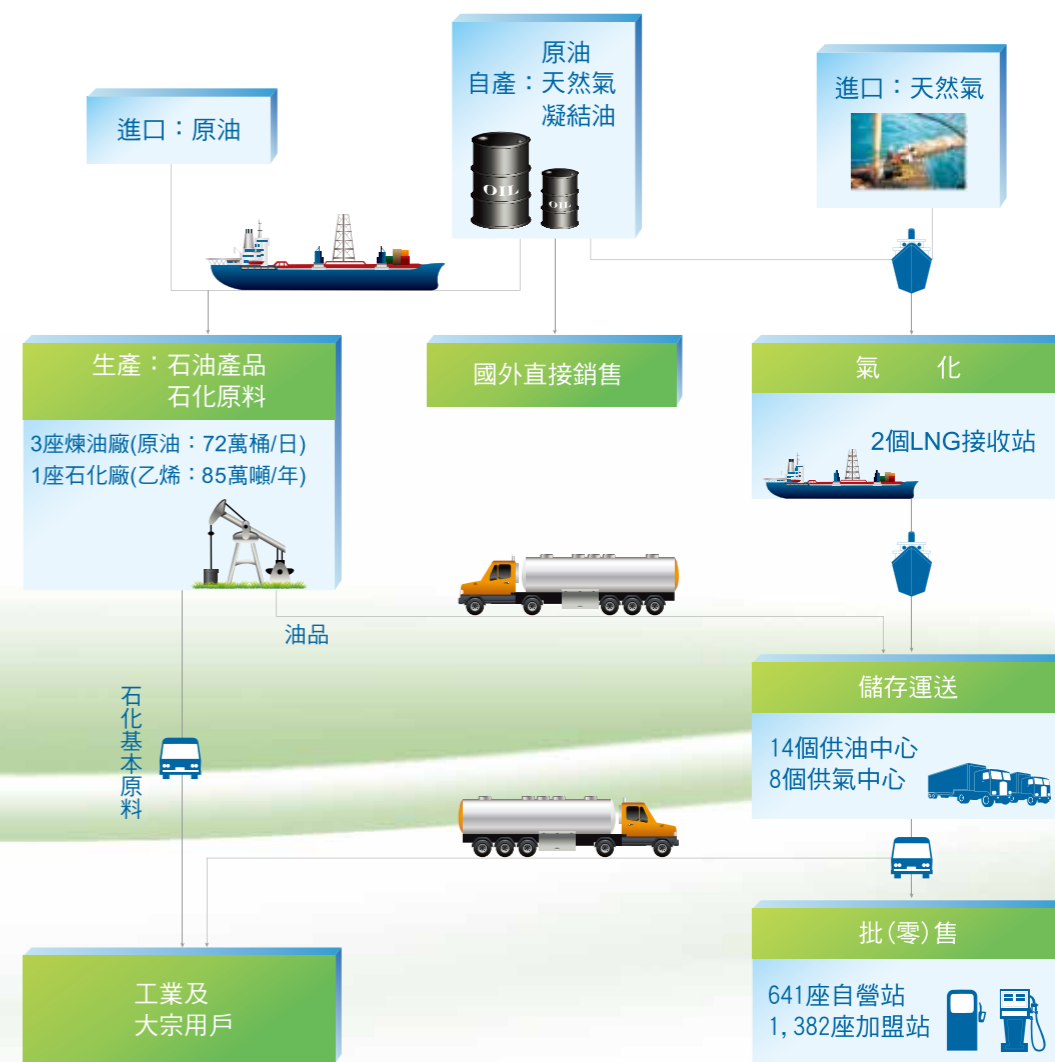 進口：原油
原油
自產：天然氣
凝結油
OIL
OIL
進口：天然氣
生產：石油產品
石化原料
3座煉油廠(原油：72萬桶/日)
1座石化廠(乙烯：85萬噸/年)
國外直接銷售
氣　化
2個LNG接收站
油品
石化基本原料
儲存運送
14個供油中心
8個供氣中心
工業及
大宗用戶
批(零)售
641座自營站
1,382座加盟站